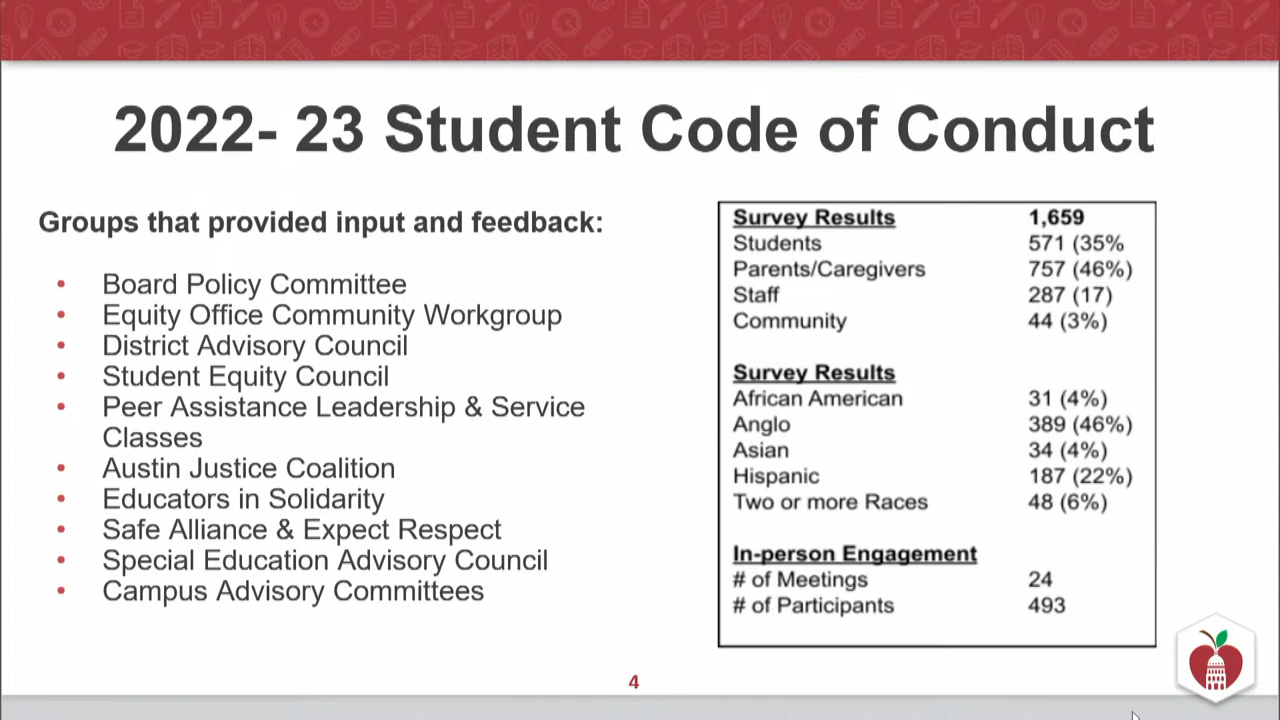 2022- 23 Student Code of Conduct
Groups that provided input and feedback:
• Board Policy Committee
• Equity Office Community Workgroup
• District Advisory Council
• Student Equity Council
• Peer Assistance Leadership & Service
Classes
• Austin Justice Coalition
• Educators in Solidarity
• Safe Alliance & Expect Respect
• Special Education Advisory Council
• Campus Advisory Committees
Survey Results 1,659
Students 571 (35%
Parents/Caregivers 757 (46%)
Staff 287 (17)
Community 44 (3%)
Survey Results
African American 31 (4%)
Anglo 389 (46%)
Asian 34 (4%)
Hispanic 187 (22%)
Two or more Races 48 (6%)
In-person Engagement
# of Meetings 24
# of Participants 493
4